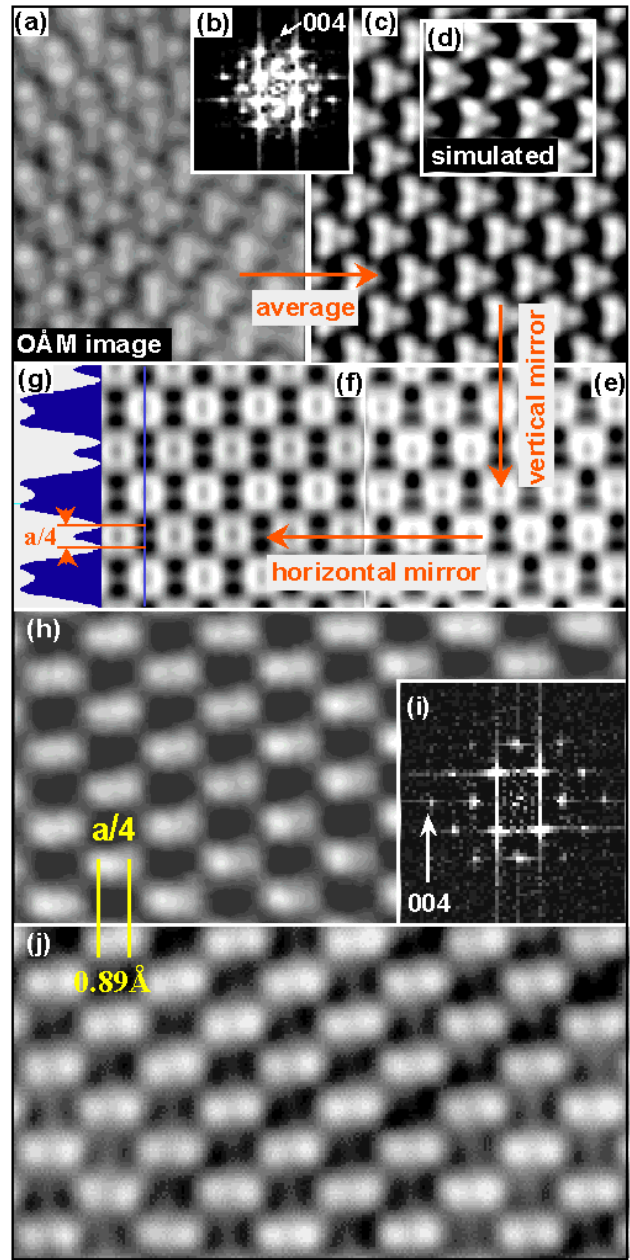 (a)
(b)
004
(c)
(d)
simulated
average
OÅM image
vertical mirror
(g)
(f)
(e)
a/4
horizontal mirror
(h)
(i)
a/4
004
(j)
0.89Å